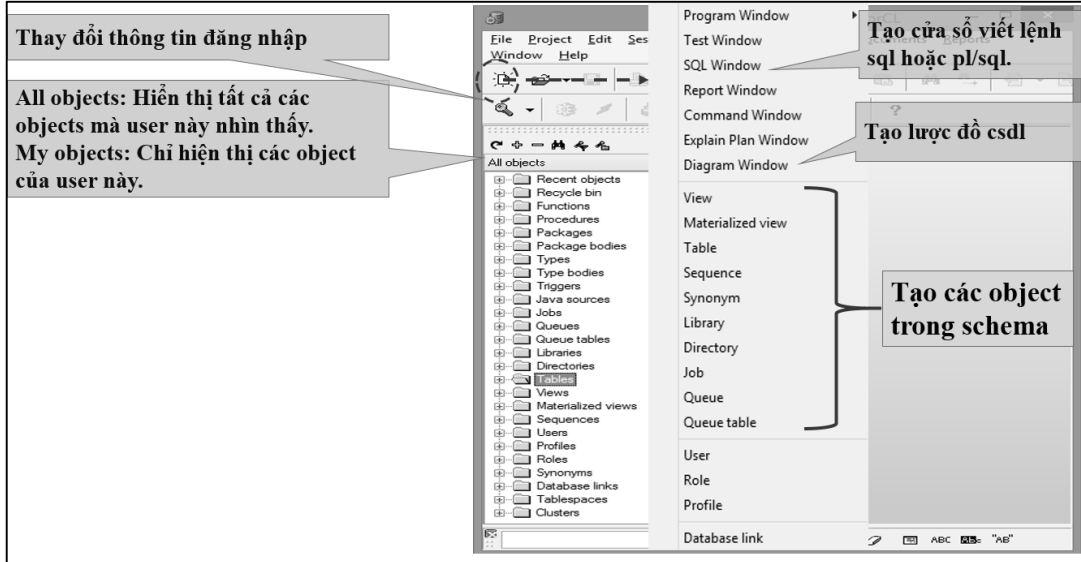 Thay đổi thông tin đăng nhập
All objects: Hiển thị tất cả các
objects mà user này nhìn thấy.
My objects: Chỉ hiện thị các object
của user này.
File Project Edit Ses
Window Help
All objects
Recent objects
Recycle bin
Functions
Procedures
Packages
Package bodies
Types
Type bodies
Triggers
Java sources
Jobs
Queues
Queue tables
Libraries
Directories
Tables
Views
Materialized views
Sequences
Users
Profiles
Roles
Synonyms
Database links
Tablespaces
Clusters
Program Window
Test Window
SQL Window
Report Window
Command Window
Explain Plan Window
Diagram Window
View
Materialized view
Table
Sequence
Synonym
Library
Directory
Job
Queue
Queue table
User
Role
Profile
Database link
Tạo cửa sổ viết lệnh
sql hoặc pl/sql.
Reports
Tạo lược đồ csdl
Tạo các object
trong schema
ABC "AB"